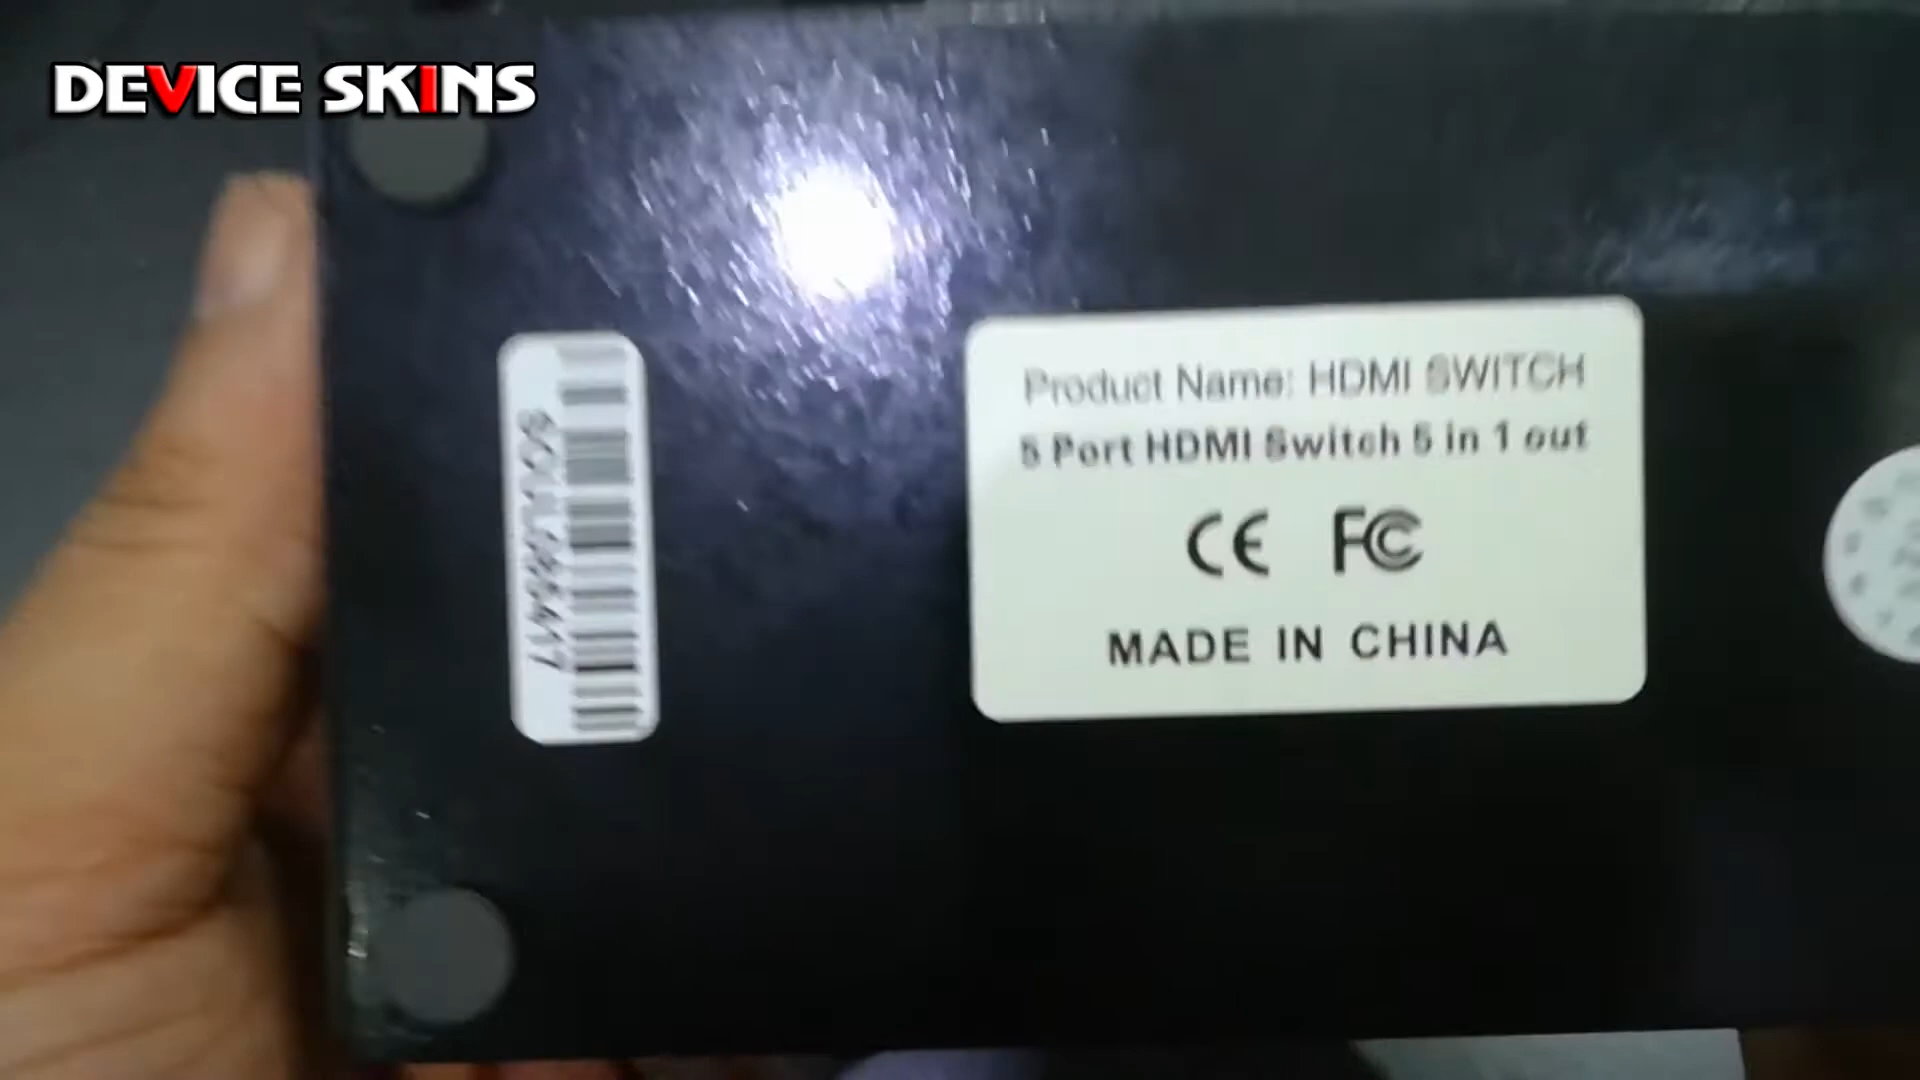 DEVICE SKINS
Product Name: HDMI SWITCH
5 Port HDMI Switch 5 in 1 out
CE FC
MADE IN CHINA